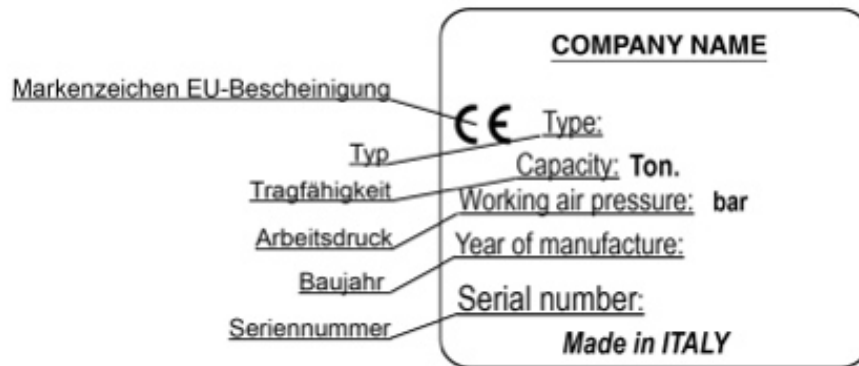 COMPANY NAME
Markenzeichen EU-Bescheinigung
CE Type:
Typ
Capacity: Ton.
Tragfähigkeit
Working air pressure: bar
Arbeitsdruck
Year of manufacture:
Baujahr
Serial number:
Seriennummer
Made in ITALY